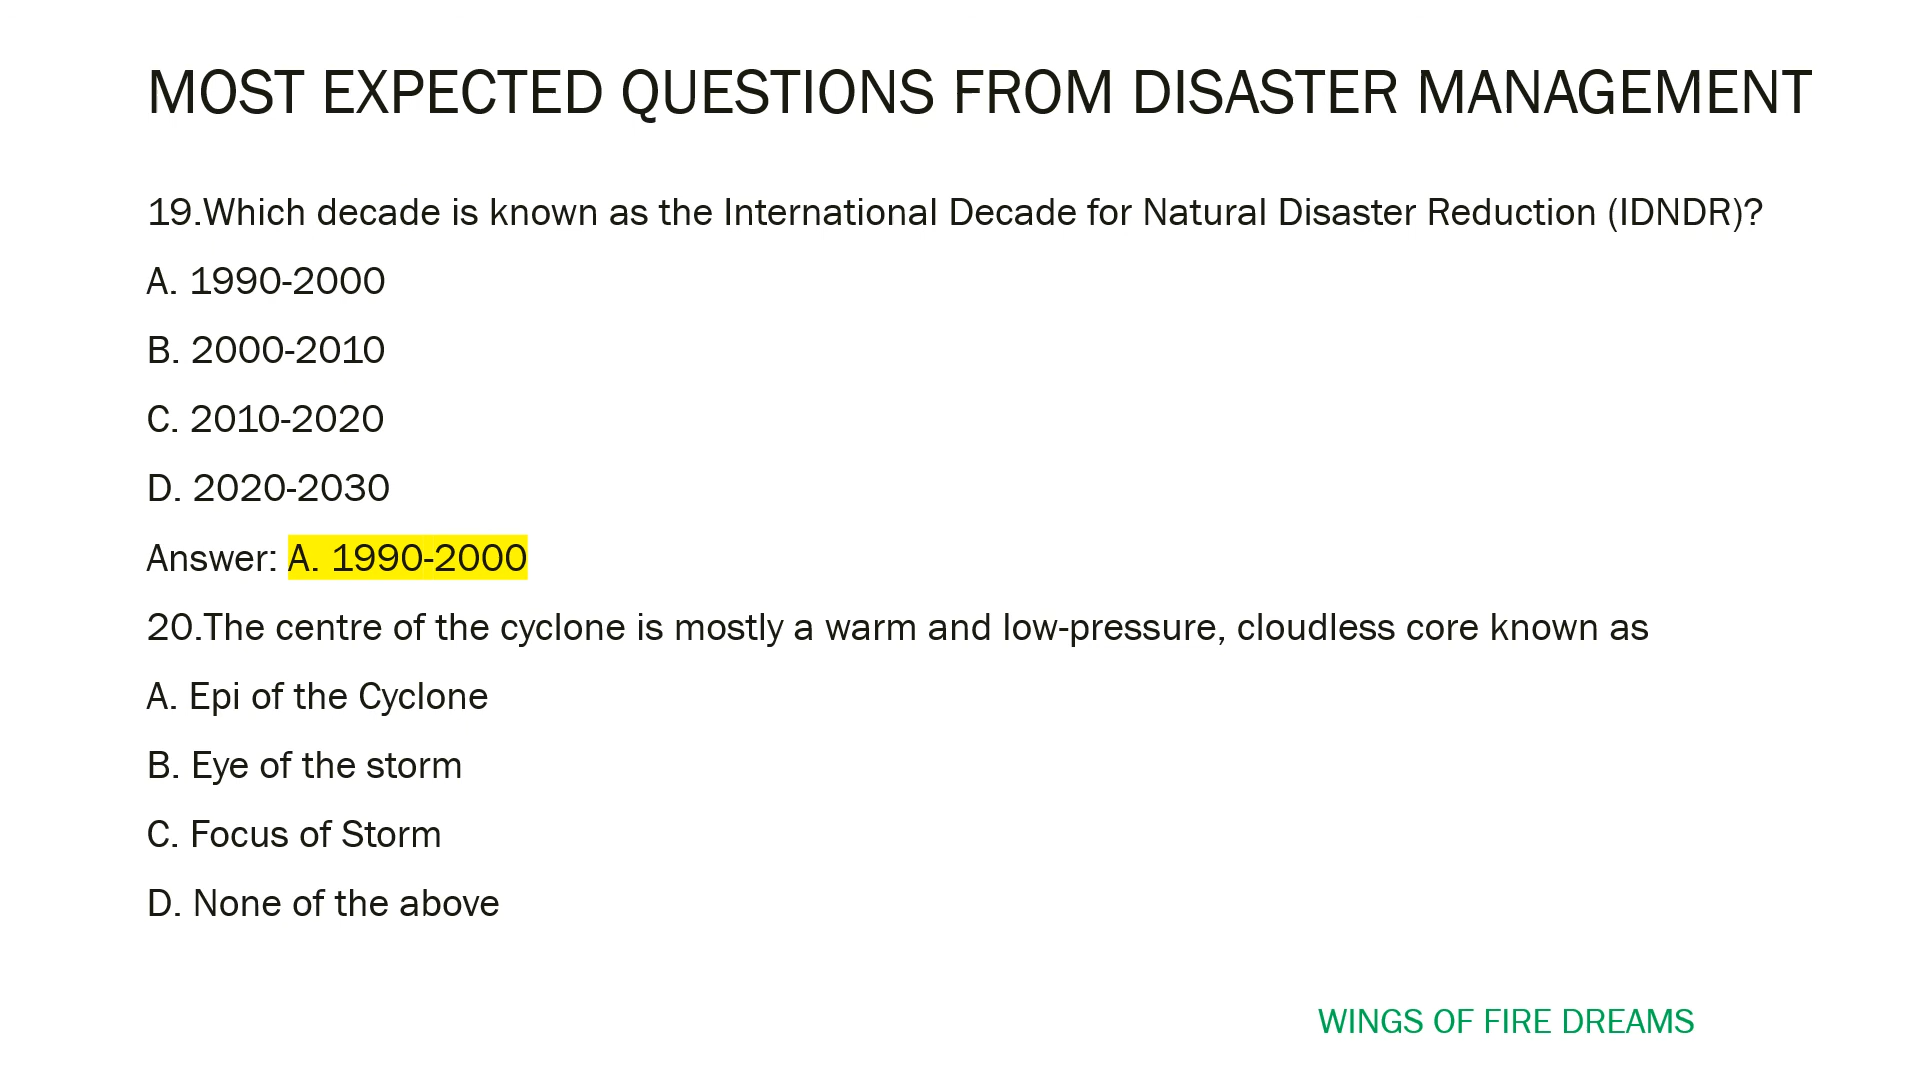 MOST EXPECTED QUESTIONS FROM DISASTER MANAGEMENT
19.Which decade is known as the International Decade for Natural Disaster Reduction (IDNDR)?
A. 1990-2000
B. 2000-2010
C. 2010-2020
D. 2020-2030
Answer: A. 1990-2000
20.The centre of the cyclone is mostly a warm and low-pressure, cloudless core known as
A. Epi of the Cyclone
B. Eye of the storm
C. Focus of Storm
D. None of the above
WINGS OF FIRE DREAMS